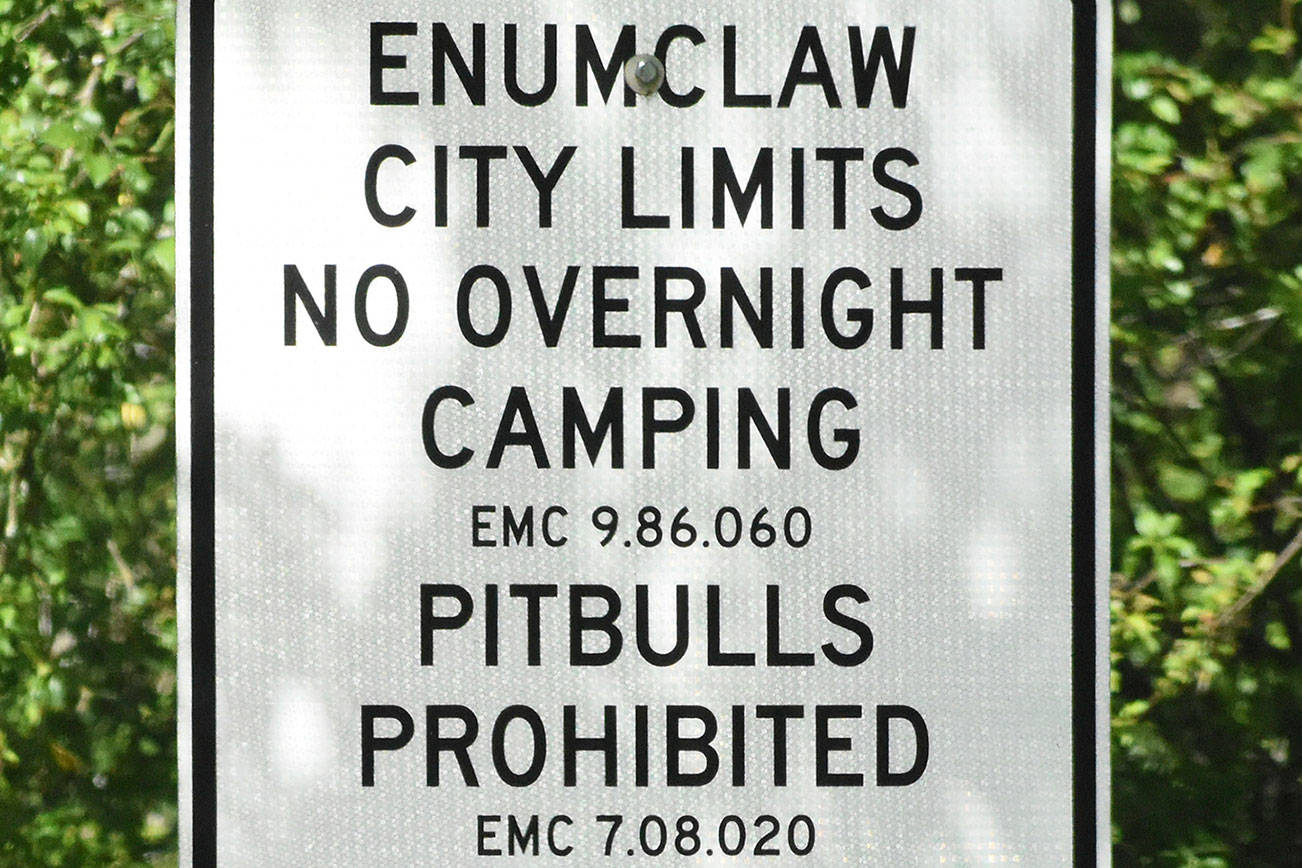 ENUMCLAW
CITY LIMITS
NO OVERNIGHT
CAMPING
EMC 9.86.060
PITBULLS
PROHIBITED
EMC 7.08.020